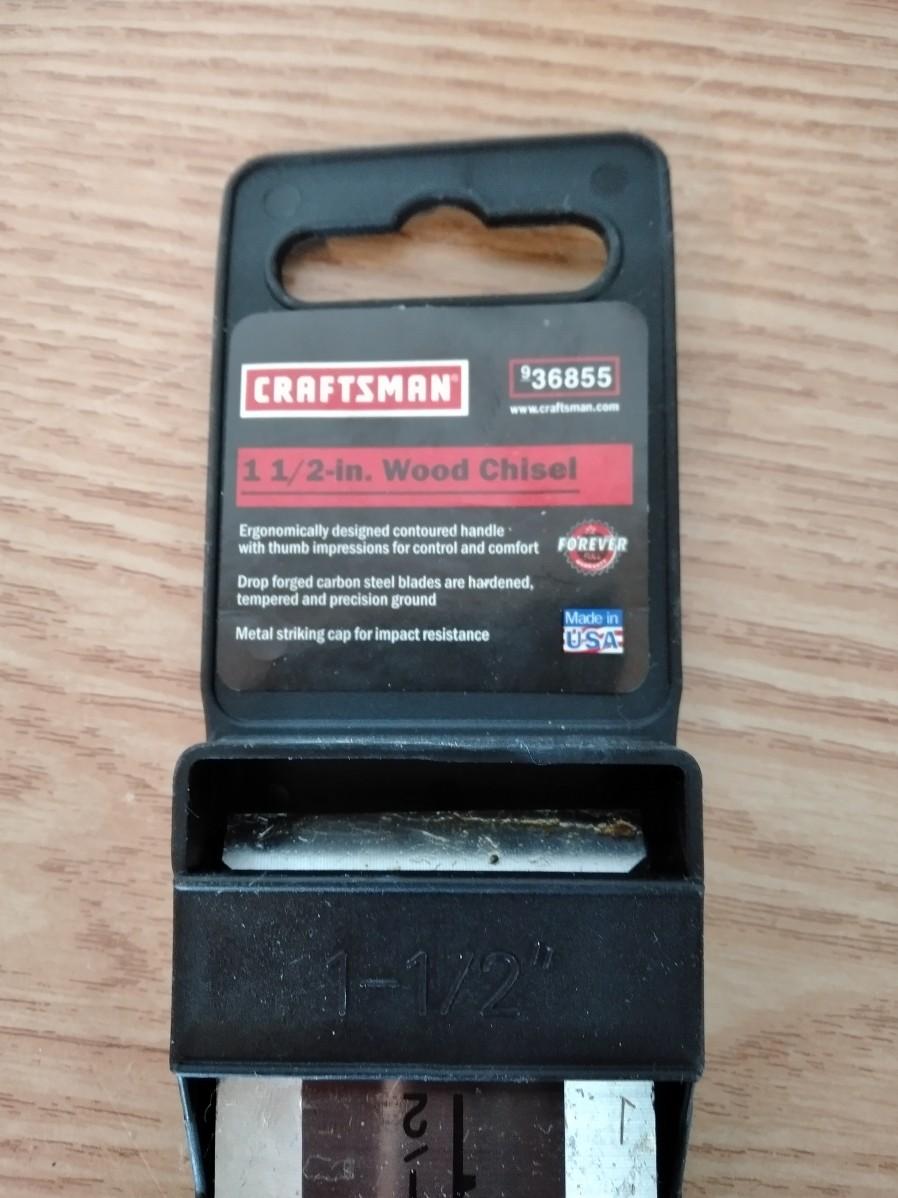 CRAFTSMAN®
936855
www.craftsman.com
1 1/2-in. Wood Chisel
Ergonomically designed contoured handle
with thumb impressions for control and comfort
FOREVER
FULL
WARRANTY
Drop forged carbon steel blades are hardened,
tempered and precision ground
Metal striking cap for impact resistance
Made in
USA
1-1/2"